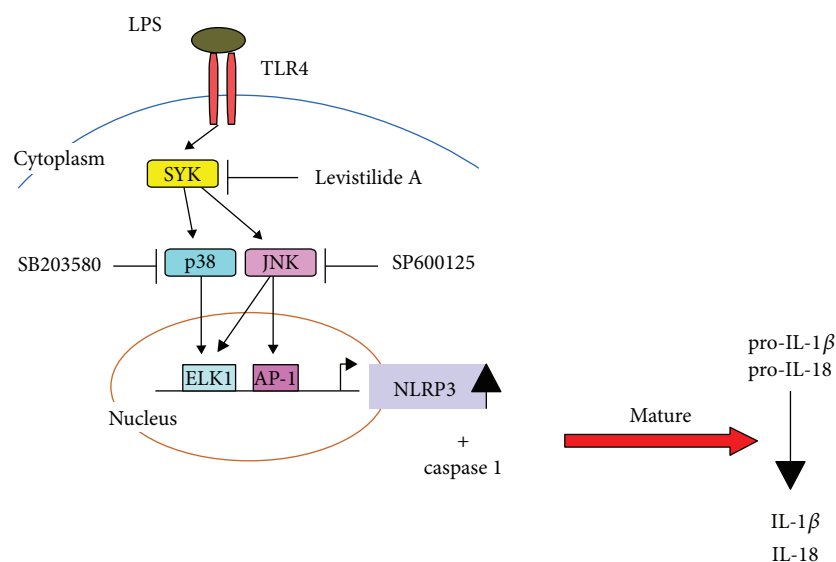 LPS
TLR4
Cytoplasm
SYK
Levistilide A
SB203580
p38
JNK
SP600125
ELK1
AP-1
NLRP3
Nucleus
+
caspase 1
Mature
pro-IL-1β
pro-IL-18
IL-1β
IL-18